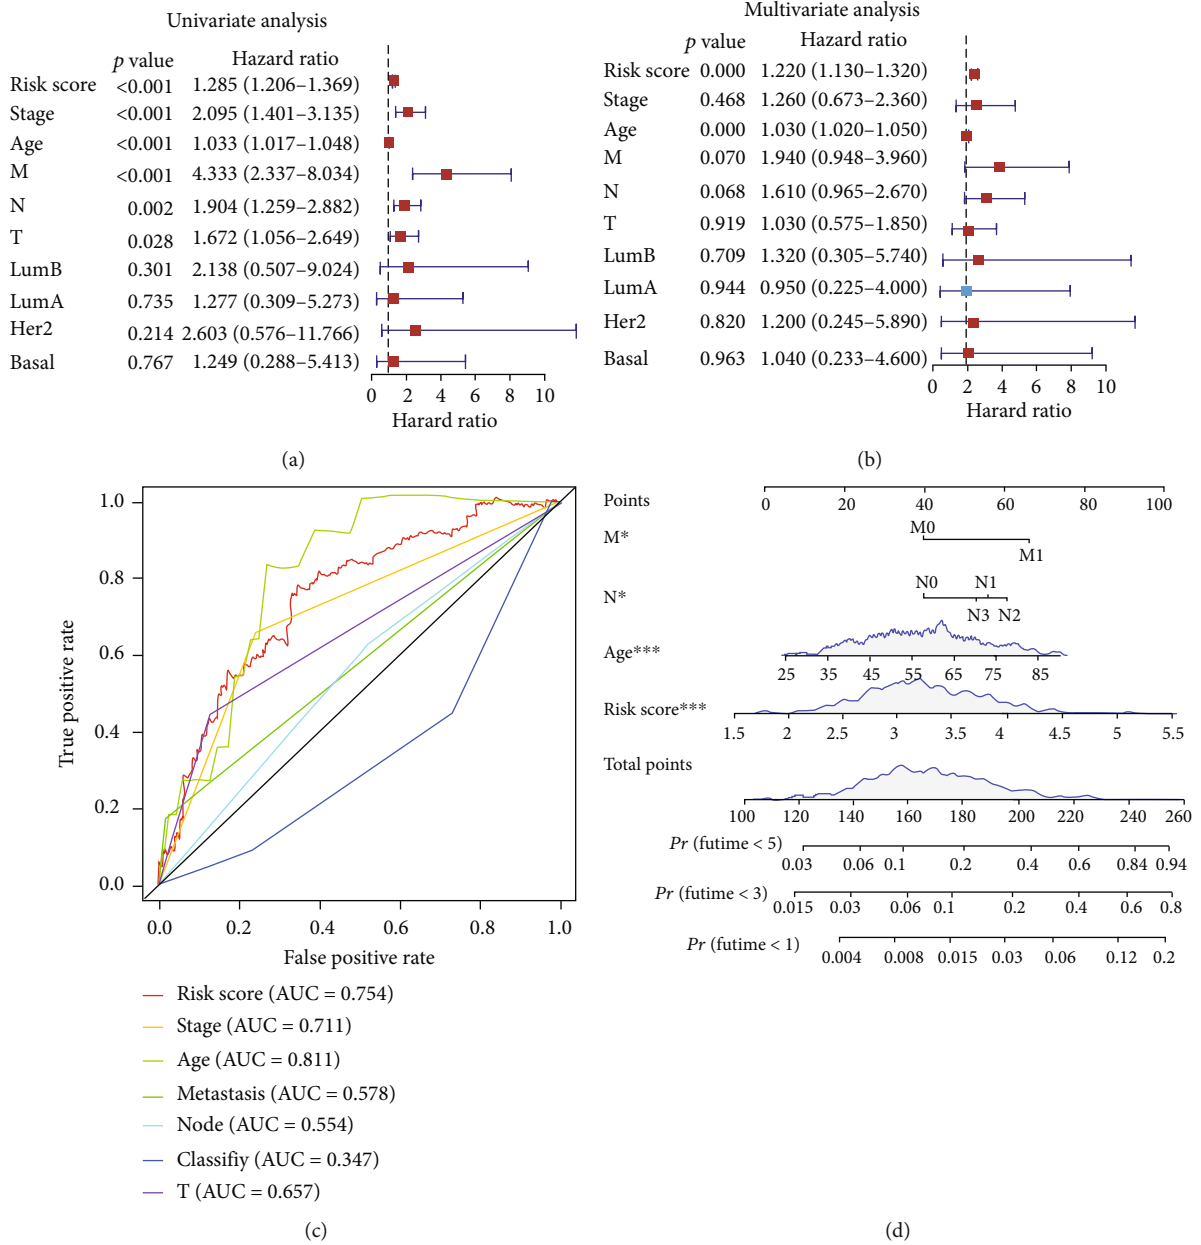 Univariate analysis
p value Hazard ratio
Risk score <0.001 1.285 (1.206–1.369)
Stage <0.001 2.095 (1.401–3.135)
Age <0.001 1.033 (1.017–1.048)
M <0.001 4.333 (2.337–8.034)
N 0.002 1.904 (1.259–2.882)
T 0.028 1.672 (1.056–2.649)
LumB 0.301 2.138 (0.507–9.024)
LumA 0.735 1.277 (0.309–5.273)
Her2 0.214 2.603 (0.576–11.766)
Basal 0.767 1.249 (0.288–5.413)
0 2 4 6 8 10
Harard ratio
(a)
Multivariate analysis
p value Hazard ratio
Risk score 0.000 1.220 (1.130–1.320)
Stage 0.468 1.260 (0.673–2.360)
Age 0.000 1.030 (1.020–1.050)
M 0.070 1.940 (0.948–3.960)
N 0.068 1.610 (0.965–2.670)
T 0.919 1.030 (0.575–1.850)
LumB 0.709 1.320 (0.305–5.740)
LumA 0.944 0.950 (0.225–4.000)
Her2 0.820 1.200 (0.245–5.890)
Basal 0.963 1.040 (0.233–4.600)
0 2 4 6 8 10
Harard ratio
(b)
True positive rate
1.0
0.8
0.6
0.4
0.2
0.0
0.0 0.2 0.4 0.6 0.8 1.0
False positive rate
Risk score (AUC = 0.754)
Stage (AUC = 0.711)
Age (AUC = 0.811)
Metastasis (AUC = 0.578)
Node (AUC = 0.554)
Classifiy (AUC = 0.347)
T (AUC = 0.657)
(c)
Points 0 20 40 60 80 100
M* M0 M1
N* N0 N1
N3 N2
Age***
25 35 45 55 65 75 85
Risk score***
1.5 2 2.5 3 3.5 4 4.5 5 5.5
Total points
100 120 140 160 180 200 220 240 260
Pr (futime < 5)
0.03 0.06 0.1 0.2 0.4 0.6 0.84 0.94
Pr (futime < 3)
0.015 0.03 0.06 0.1 0.2 0.4 0.6 0.8
Pr (futime < 1)
0.004 0.008 0.015 0.03 0.06 0.12 0.2
(d)